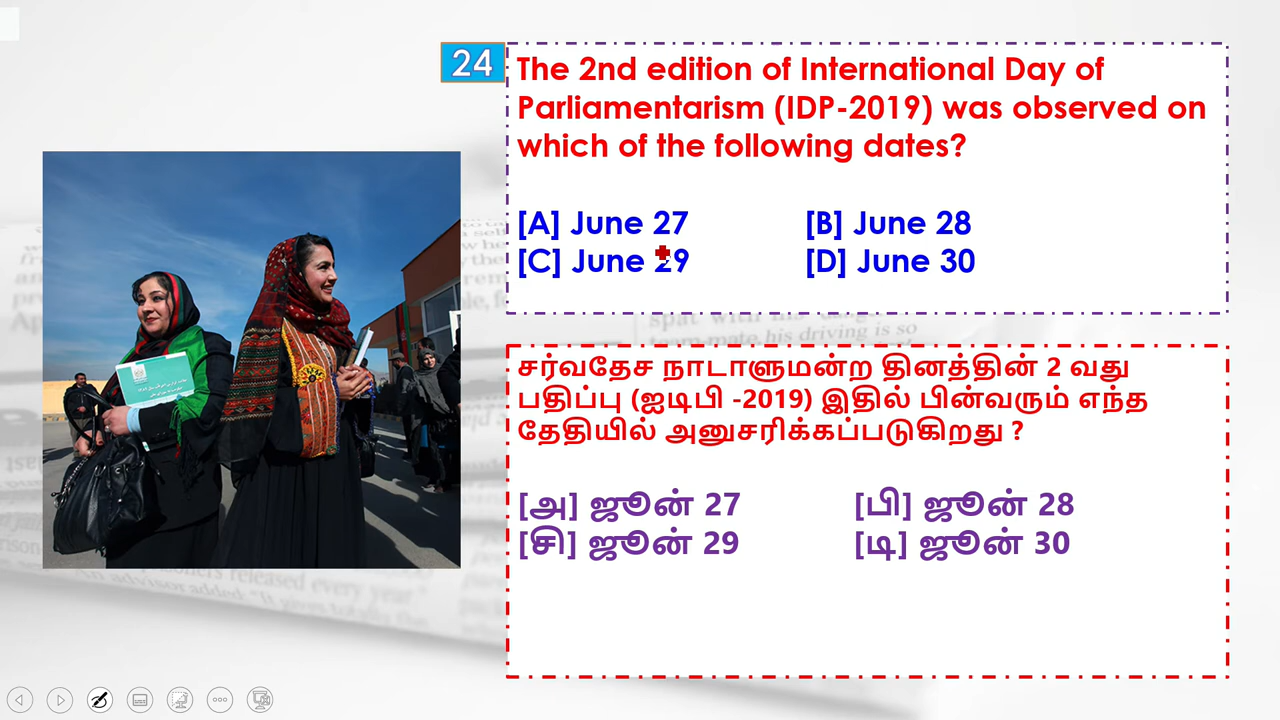 24
The 2nd edition of International Day of
Parliamentarism (IDP-2019) was observed on
which of the following dates?
[A] June 27 [B] June 28
[C] June 29 [D] June 30
சர்வதேச நாடாளுமன்ற தினத்தின் 2 வது
பதிப்பு (ஐடிபி -2019) இதில் பின்வரும் எந்த
தேதியில் அனுசரிக்கப்படுகிறது ?
[அ] ஜூன் 27 [பி] ஜூன் 28
[சி] ஜூன் 29 [டி] ஜூன் 30